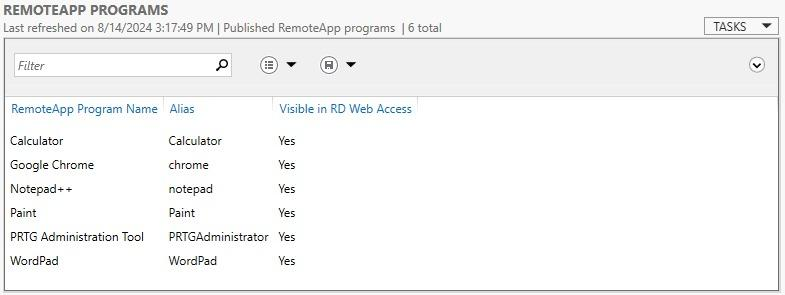 REMOTEAPP PROGRAMS
Last refreshed on 8/14/2024 3:17:49 PM | Published RemoteApp programs | 6 total
TASKS
Filter
RemoteApp Program Name Alias Visible in RD Web Access
Calculator Calculator Yes
Google Chrome chrome Yes
Notepad++ notepad Yes
Paint Paint Yes
PRTG Administration Tool PRTGAdministrator Yes
WordPad WordPad Yes